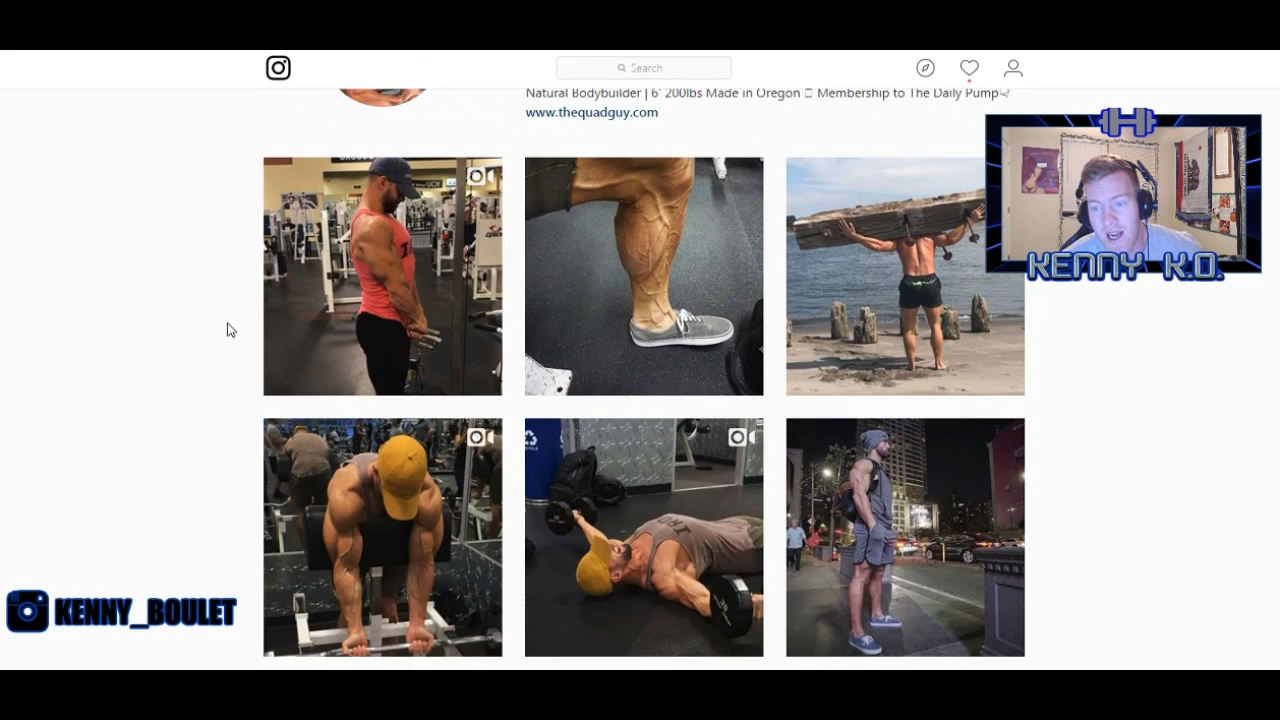 Search
Natural Bodybuilder | 6' 200lbs Made in Oregon Membership to The Daily Pump
www.thequadguy.com
KENNY K.O.
KENNY_BOULET